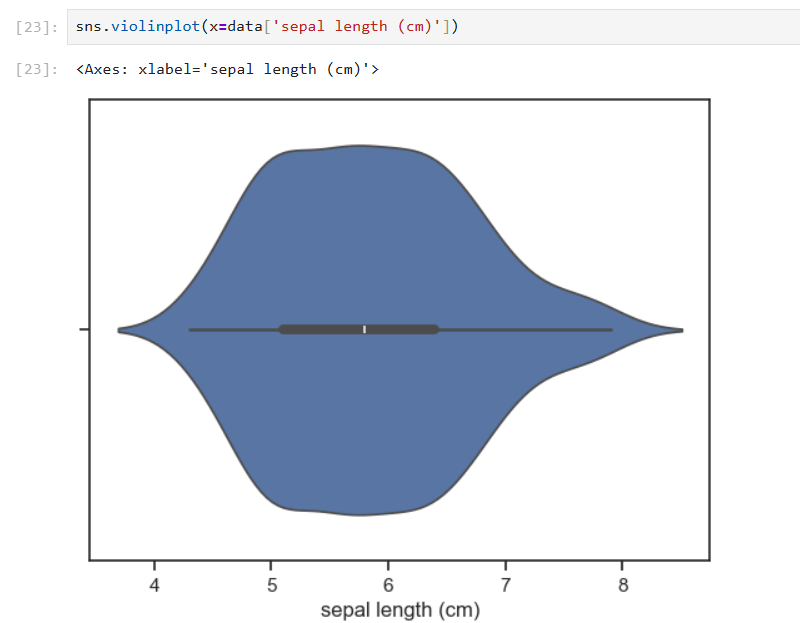 [23]: sns.violinplot(x=data['sepal length (cm)'])
[23]: <Axes: xlabel='sepal length (cm)'>
4 5 6 7 8
sepal length (cm)